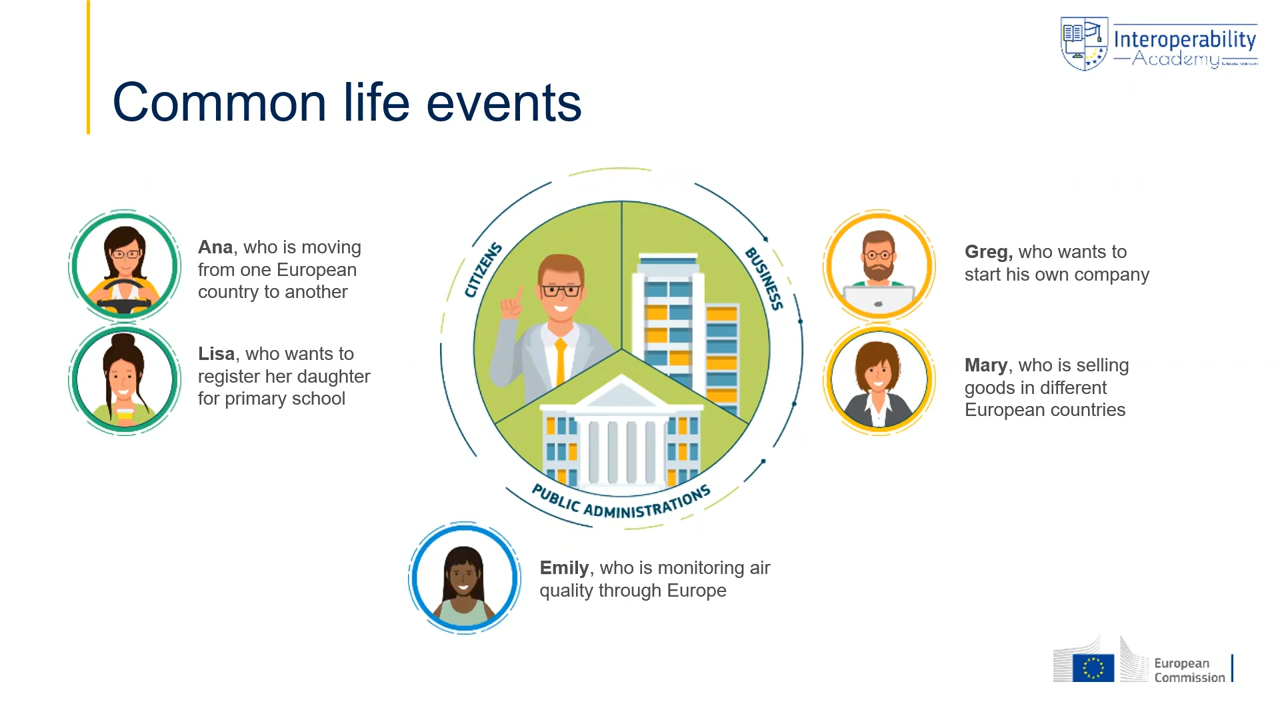 Interoperability
Academy
Common life events
Ana, who is moving
from one European
country to another
Lisa, who wants to
register her daughter
for primary school
CITIZENS
BUSINESS
PUBLIC ADMINISTRATIONS
Greg, who wants to
start his own company
Mary, who is selling
goods in different
European countries
Emily, who is monitoring air
quality through Europe
European
Commission